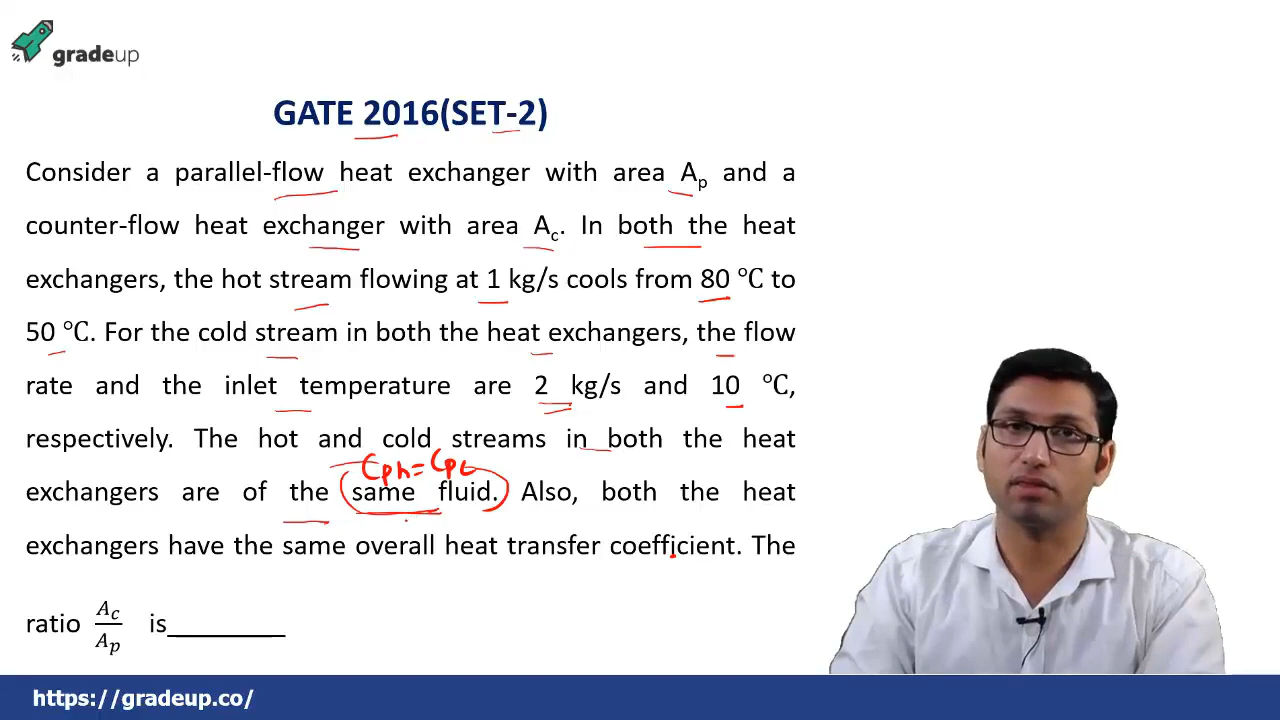 gradeup
GATE 2016(SET-2)
Consider a parallel-flow heat exchanger with area Aₚ and a
counter-flow heat exchanger with area A_c. In both the heat
exchangers, the hot stream flowing at 1 kg/s cools from 80 °C to
50 °C. For the cold stream in both the heat exchangers, the flow
rate and the inlet temperature are 2 kg/s and 10 °C,
respectively. The hot and cold streams in both the heat
Cph = Cpc
exchangers are of the same fluid. Also, both the heat
exchangers have the same overall heat transfer coefficient. The
ratio A_c/A_p is________
https://gradeup.co/